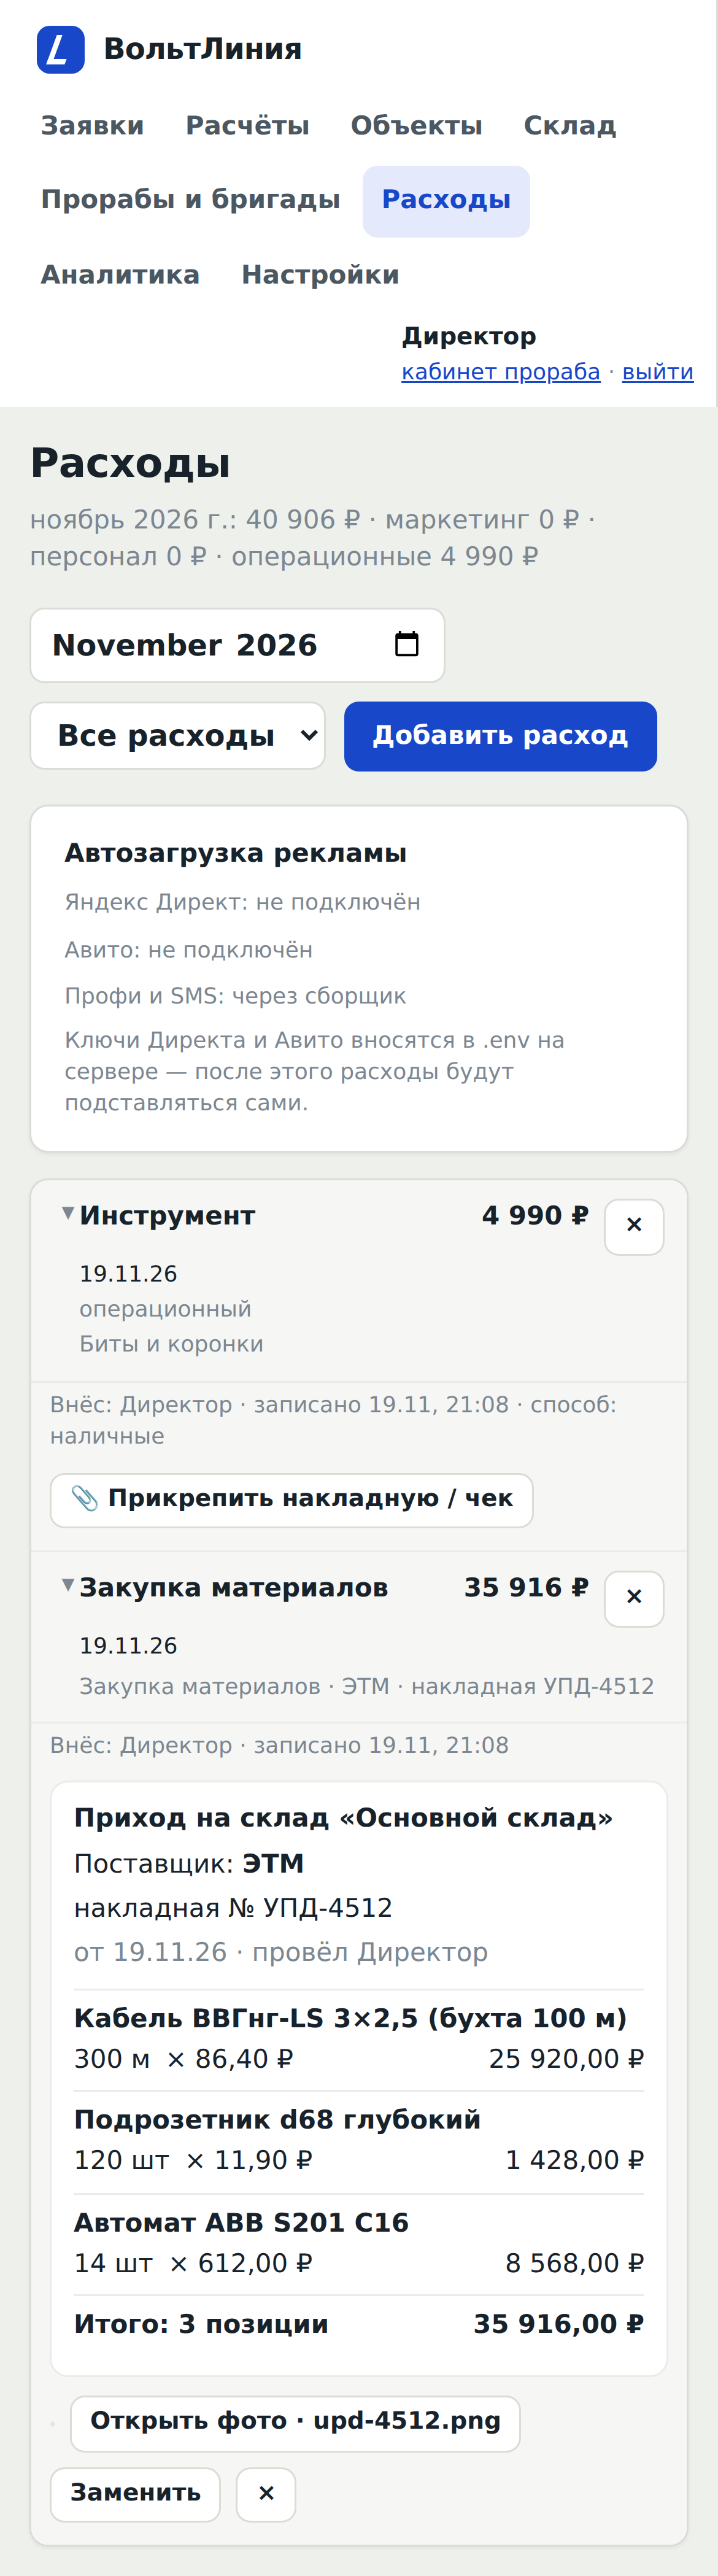 ВольтЛиния
Заявки Расчёты Объекты Склад
Прорабы и бригады Расходы
Аналитика Настройки
Директор
кабинет прораба · выйти
Расходы
ноябрь 2026 г.: 40 906 ₽ · маркетинг 0 ₽ ·
персонал 0 ₽ · операционные 4 990 ₽
November 2026
Все расходы Добавить расход
Автозагрузка рекламы
Яндекс Директ: не подключён
Авито: не подключён
Профи и SMS: через сборщик
Ключи Директа и Авито вносятся в .env на
сервере — после этого расходы будут
подставляться сами.
▼ Инструмент 4 990 ₽ ×
19.11.26
операционный
Биты и коронки
Внёс: Директор · записано 19.11, 21:08 · способ:
наличные
📎 Прикрепить накладную / чек
▼ Закупка материалов 35 916 ₽ ×
19.11.26
Закупка материалов · ЭТМ · накладная УПД-4512
Внёс: Директор · записано 19.11, 21:08
Приход на склад «Основной склад»
Поставщик: ЭТМ
накладная № УПД-4512
от 19.11.26 · провёл Директор
Кабель ВВГнг-LS 3×2,5 (бухта 100 м)
300 м × 86,40 ₽ 25 920,00 ₽
Подрозетник d68 глубокий
120 шт × 11,90 ₽ 1 428,00 ₽
Автомат ABB S201 C16
14 шт × 612,00 ₽ 8 568,00 ₽
Итого: 3 позиции 35 916,00 ₽
Открыть фото · upd-4512.png
Заменить ×